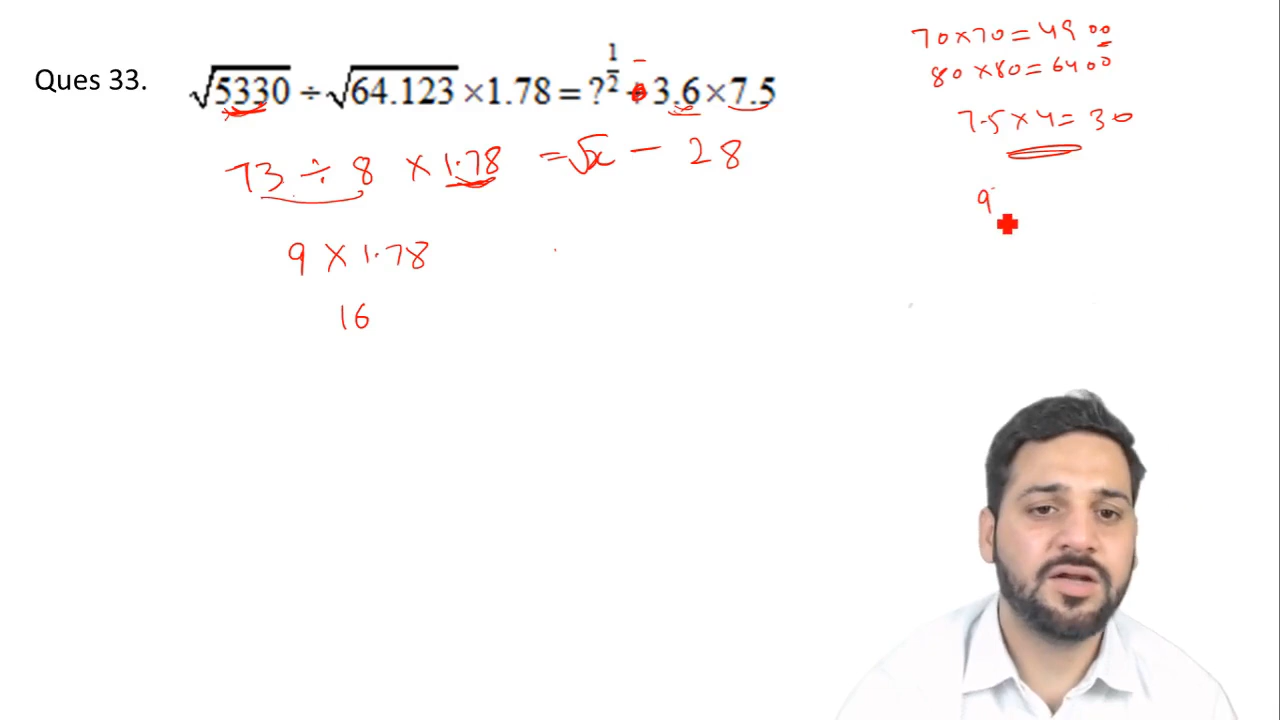 Ques 33. √5330 ÷ √64.123 × 1.78 = ?^1/2 - 3.6 × 7.5
73 ÷ 8 × 1.78 = √x - 28
9 × 1.78
16
70×70 = 4900
80×80 = 6400
7.5 × 4 = 30
9